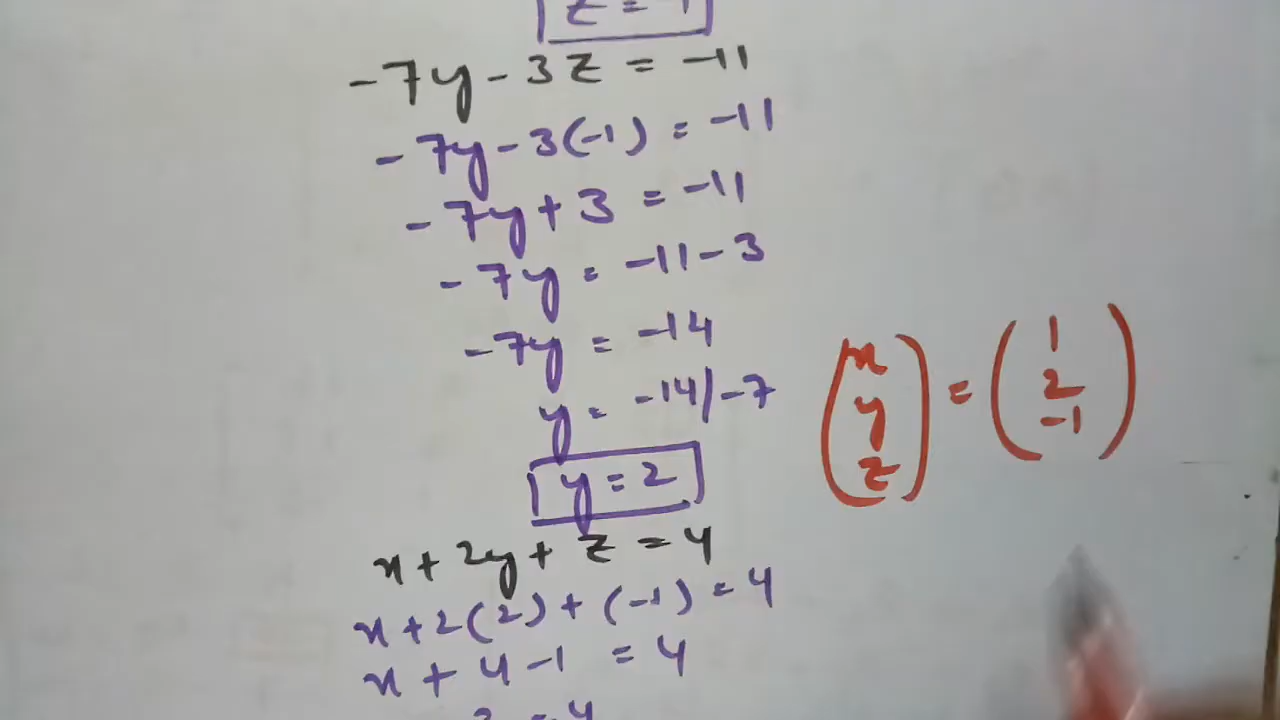 -7y - 3z = -11
-7y - 3(-1) = -11
-7y + 3 = -11
-7y = -11 - 3
-7y = -14
y = -14/-7
y = 2
x + 2y + z = 4
x + 2(2) + (-1) = 4
x + 4 - 1 = 4
(x y z) = (1 2 -1)